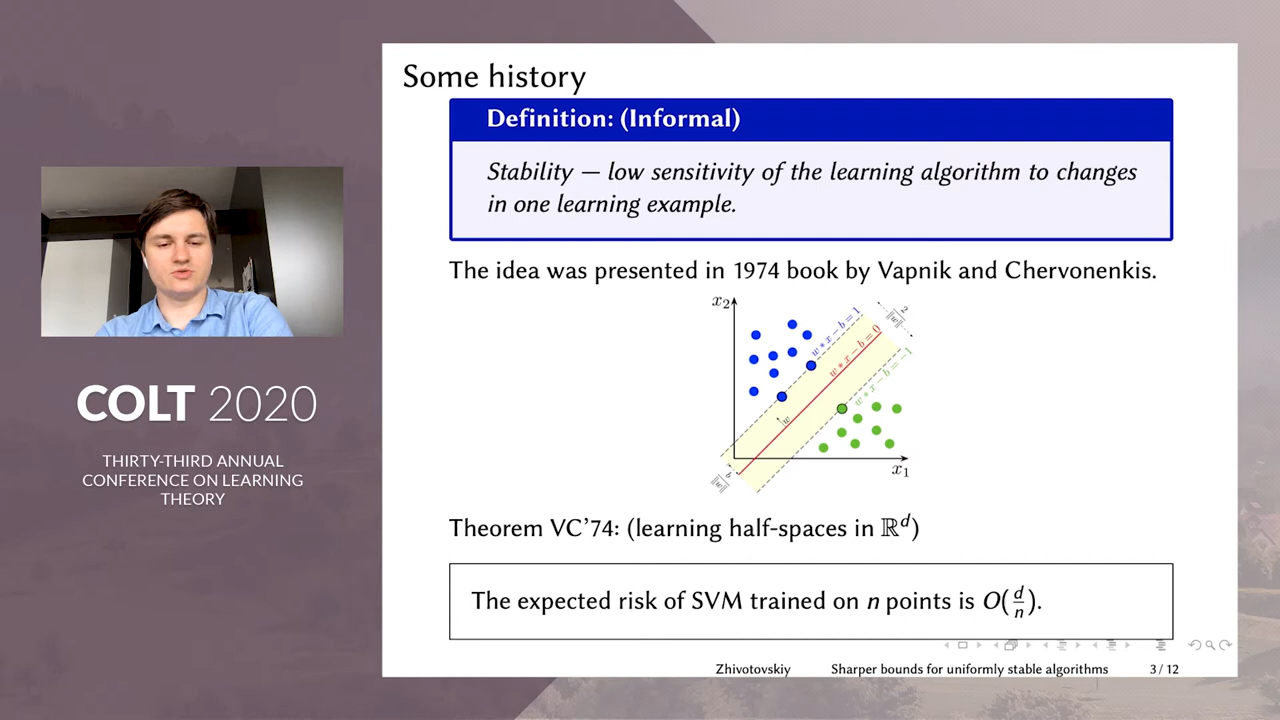 COLT 2020
THIRTY-THIRD ANNUAL
CONFERENCE ON LEARNING
THEORY
Some history
Definition: (Informal)
Stability — low sensitivity of the learning algorithm to changes
in one learning example.
The idea was presented in 1974 book by Vapnik and Chervonenkis.
x₂
w * x − b = 1
w * x − b = 0
w * x − b = −1
2/‖w‖
w
b/‖w‖
x₁
Theorem VC’74: (learning half-spaces in ℝᵈ)
The expected risk of SVM trained on n points is O(d/n).
Zhivotovskiy Sharper bounds for uniformly stable algorithms 3 / 12